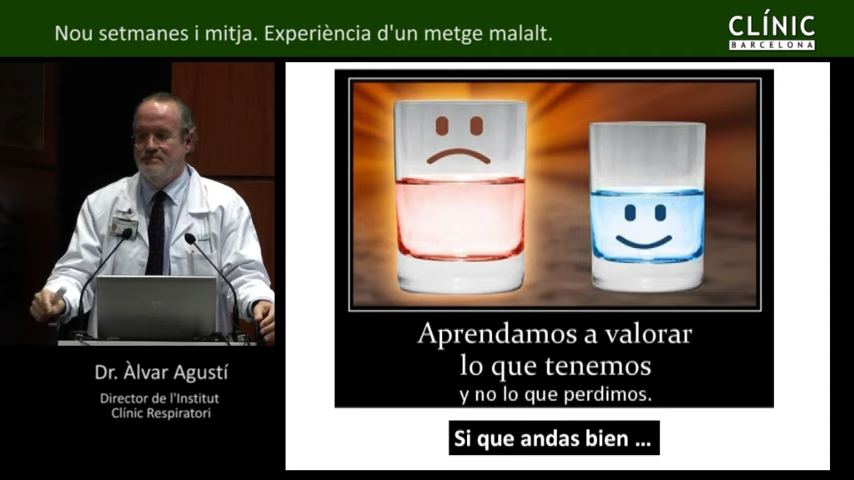 Nou setmanes i mitja. Experiència d'un metge malalt.
CLÍNIC
BARCELONA
Aprendamos a valorar
lo que tenemos
y no lo que perdimos.
Si que andas bien ...
Dr. Àlvar Agustí
Director de l'Institut
Clínic Respiratori